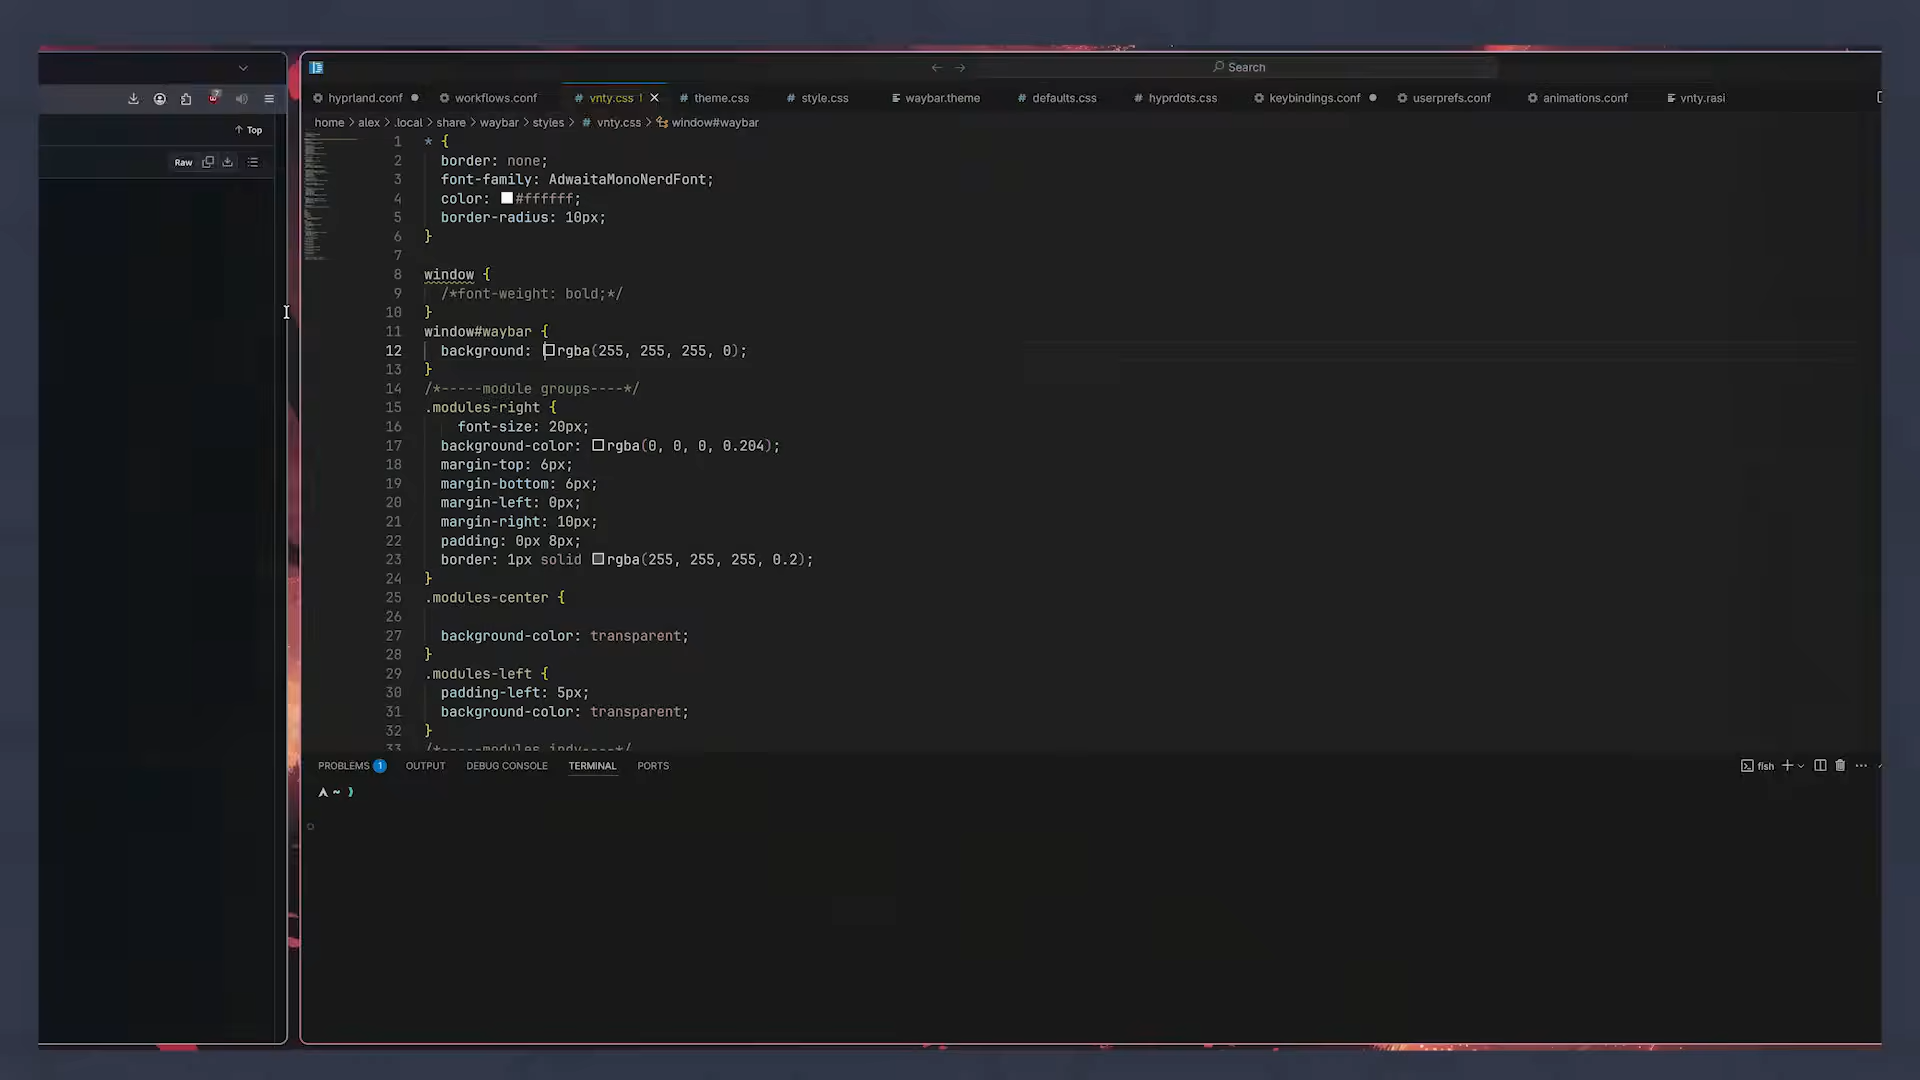 Search
hyprland.conf workflows.conf vnty.css ! theme.css style.css waybar.theme defaults.css hyprdots.css keybindings.conf userprefs.conf animations.conf vnty.rasi
home > alex > .local > share > waybar > styles > # vnty.css > window#waybar
7
Top
Raw
1 * {
2 border: none;
3 font-family: AdwaitaMonoNerdFont;
4 color: #ffffff;
5 border-radius: 10px;
6 }
7
8 window {
9 /*font-weight: bold;*/
10 }
11 window#waybar {
12 background: rgba(255, 255, 255, 0);
13 }
14 /*-----module groups----*/
15 .modules-right {
16 font-size: 20px;
17 background-color: rgba(0, 0, 0, 0.204);
18 margin-top: 6px;
19 margin-bottom: 6px;
20 margin-left: 0px;
21 margin-right: 10px;
22 padding: 0px 8px;
23 border: 1px solid rgba(255, 255, 255, 0.2);
24 }
25 .modules-center {
26
27 background-color: transparent;
28 }
29 .modules-left {
30 padding-left: 5px;
31 background-color: transparent;
32 }
33 /*-----modules indv----*/
PROBLEMS 1 OUTPUT DEBUG CONSOLE TERMINAL PORTS fish
~ )